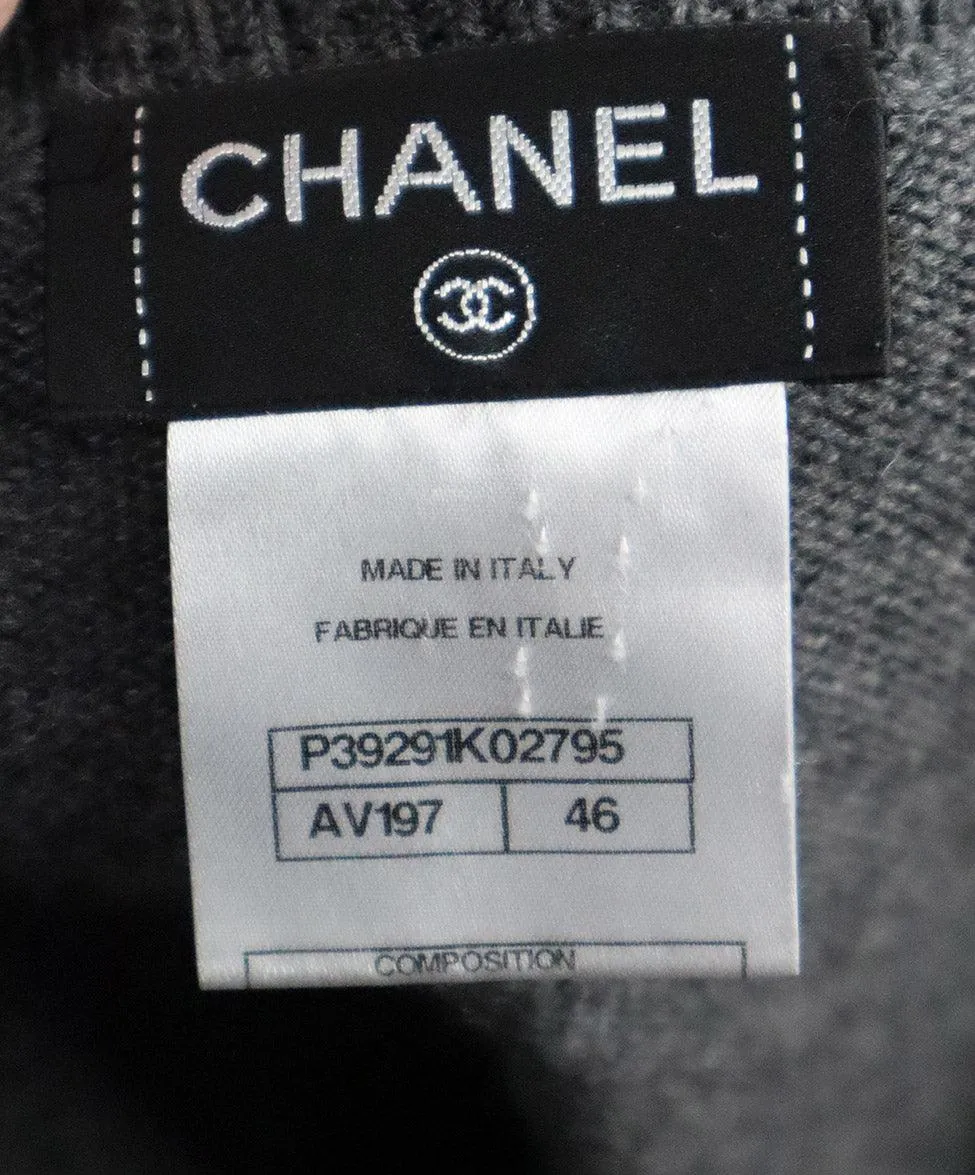 CHANEL
MADE IN ITALY
FABRIQUE EN ITALIE
P39291K02795
AV197 46
COMPOSITION